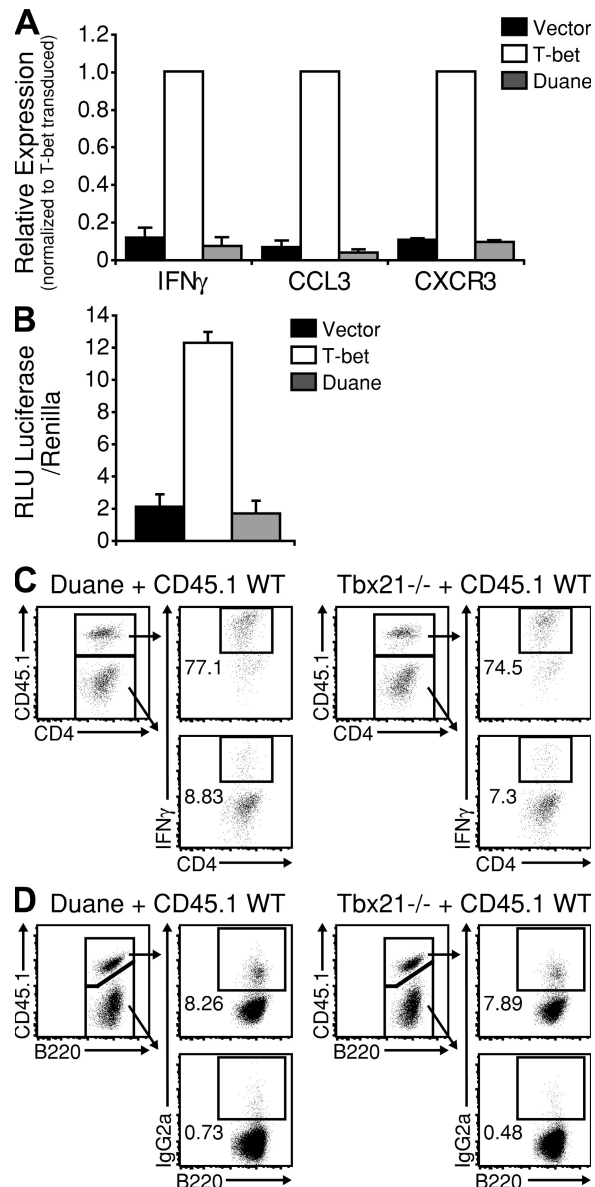 A
1.2
1.0
0.8
0.6
0.4
0.2
0
Relative Expression
(normalized to T-bet transduced)
Vector
T-bet
Duane
IFNγ CCL3 CXCR3
B
14
12
10
8
6
4
2
0
RLU Luciferase
/Renilla
Vector
T-bet
Duane
C Duane + CD45.1 WT Tbx21-/- + CD45.1 WT
CD45.1
CD4
77.1
8.83
IFNγ
CD4
CD45.1
CD4
74.5
7.3
IFNγ
CD4
D Duane + CD45.1 WT Tbx21-/- + CD45.1 WT
CD45.1
B220
8.26
0.73
IgG2a
B220
CD45.1
B220
7.89
0.48
IgG2a
B220